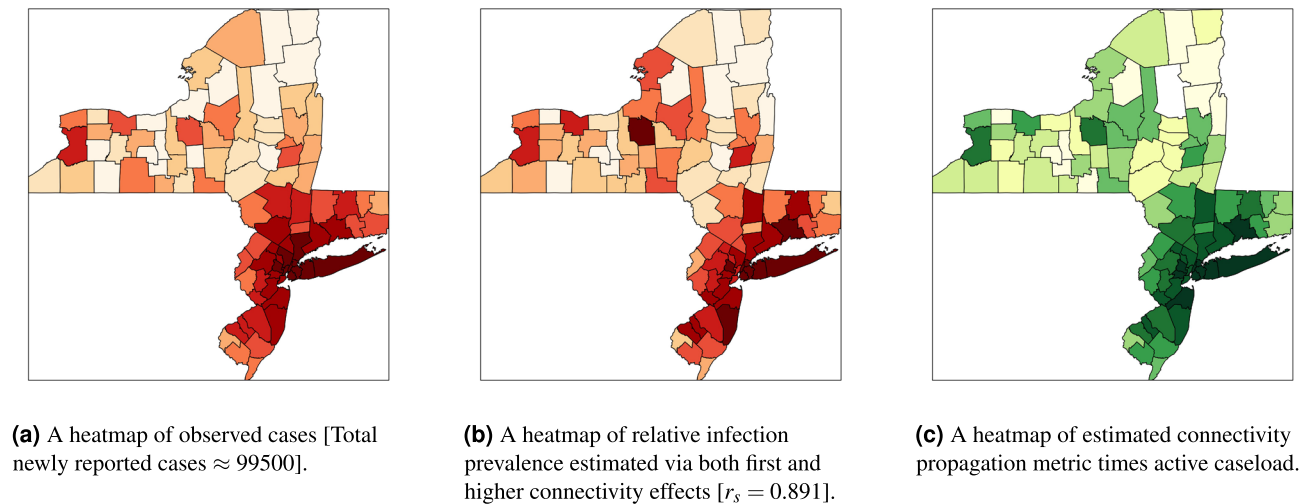 (a) A heatmap of observed cases [Total
newly reported cases ≈ 99500].
(b) A heatmap of relative infection
prevalence estimated via both first and
higher connectivity effects [rₛ = 0.891].
(c) A heatmap of estimated connectivity
propagation metric times active caseload.